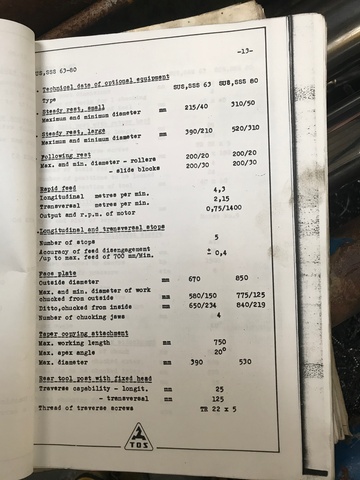 -13-
SUS,SSS 63-80
. Technical data of optional equipment
Type SUS,SSS 63 SUS,SSS 80
. Steady rest, small
Maximum and minimum diameter mm 215/40 310/50
. Steady rest, large
Maximum and minimum diameter mm 390/210 520/310
Following rest
Max. and min. diameter - rollers mm 200/20 200/20
- slide blocks 200/30 200/30
Rapid feed
Longitudinal metres per min. 4,3
Transversal metres per min. 2,15
Output and r.p.m. of motor 0,75/1400
.Longitudinal and transversal stops
Number of stops 5
Accuracy of feed disengagement
/up to max. feed of 700 mm/Min. ± 0,4
Face plate
Outside diameter mm 670 850
Max. and min. diameter of work
chucked from outside mm 580/150 775/125
Ditto,chucked from inside mm 650/234 840/219
Number of chucking jaws 4
Taper copying attachment
Max. working length mm 750
Max. apex angle 20°
Max. diameter mm 390 530
Rear tool post with fixed head
Traverse capability - longit. mm 25
- transversal mm 125
Thread of traverse screws TR 22 x 5
TOS